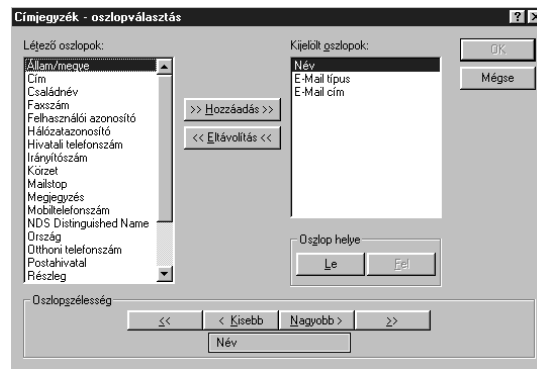 Címjegyzék - oszlopválasztás
Létező oszlopok:
Állam/megye
Cím
Családnév
Faxszám
Felhasználói azonosító
Hálózatazonosító
Hivatali telefonszám
Irányítószám
Körzet
Mailstop
Megjegyzés
Mobiltelefonszám
NDS Distinguished Name
Ország
Otthoni telefonszám
Postahivatal
Részleg
>> Hozzáadás >>
<< Eltávolítás <<
Kijelölt oszlopok:
Név
E-Mail típus
E-Mail cím
OK
Mégse
Oszlop helye
Le
Fel
Oszlopszélesség
<<
< Kisebb
Nagyobb >
>>
Név